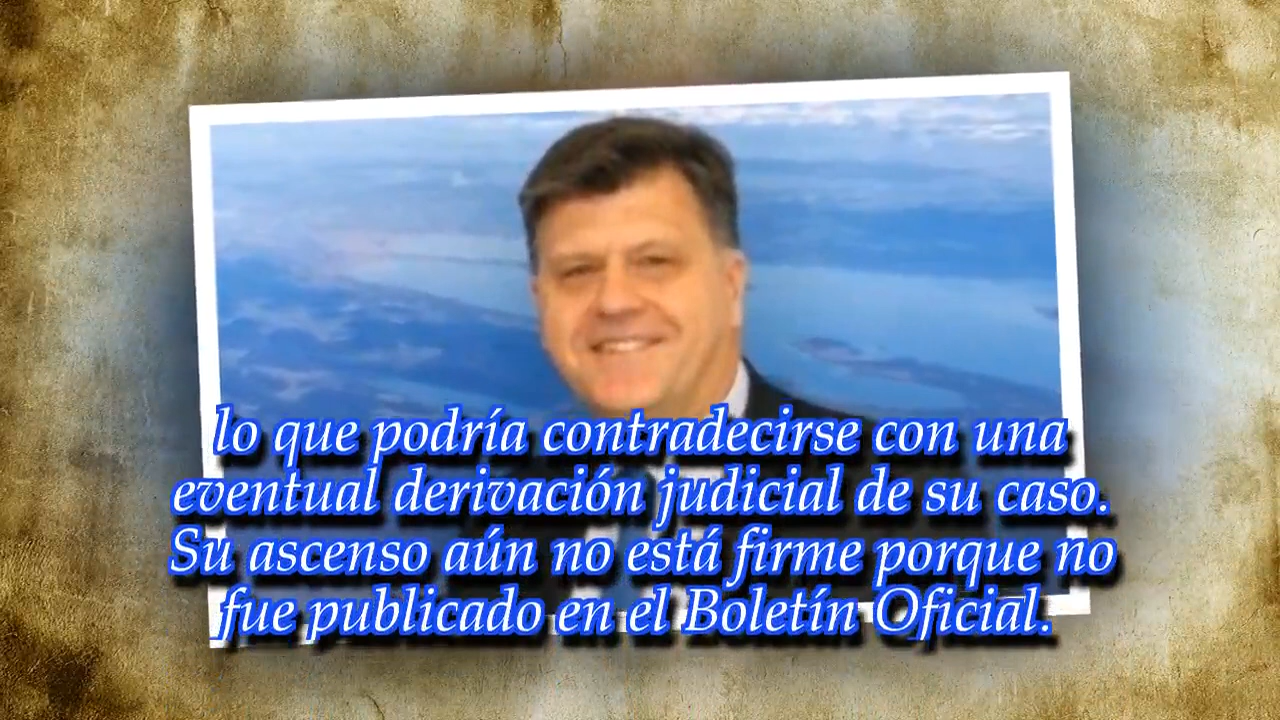 lo que podría contradecirse con una
eventual derivación judicial de su caso.
Su ascenso aún no está firme porque no
fue publicado en el Boletín Oficial.